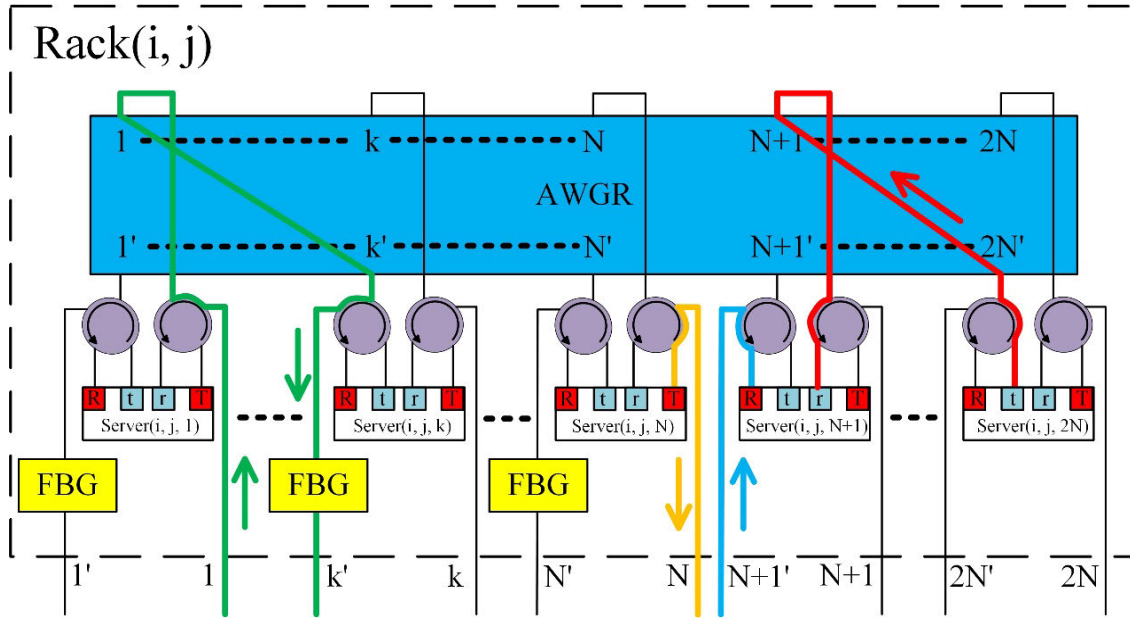 Rack(i, j)
1 k N N+1 2N
AWGR
1' k' N' N+1' 2N'
R t r T R t r T R t r T R t r T R t r T
Server(i, j, 1) Server(i, j, k) Server(i, j, N) Server(i, j, N+1) Server(i, j, 2N)
FBG FBG FBG
1' 1 k' k N' N N+1' N+1 2N' 2N